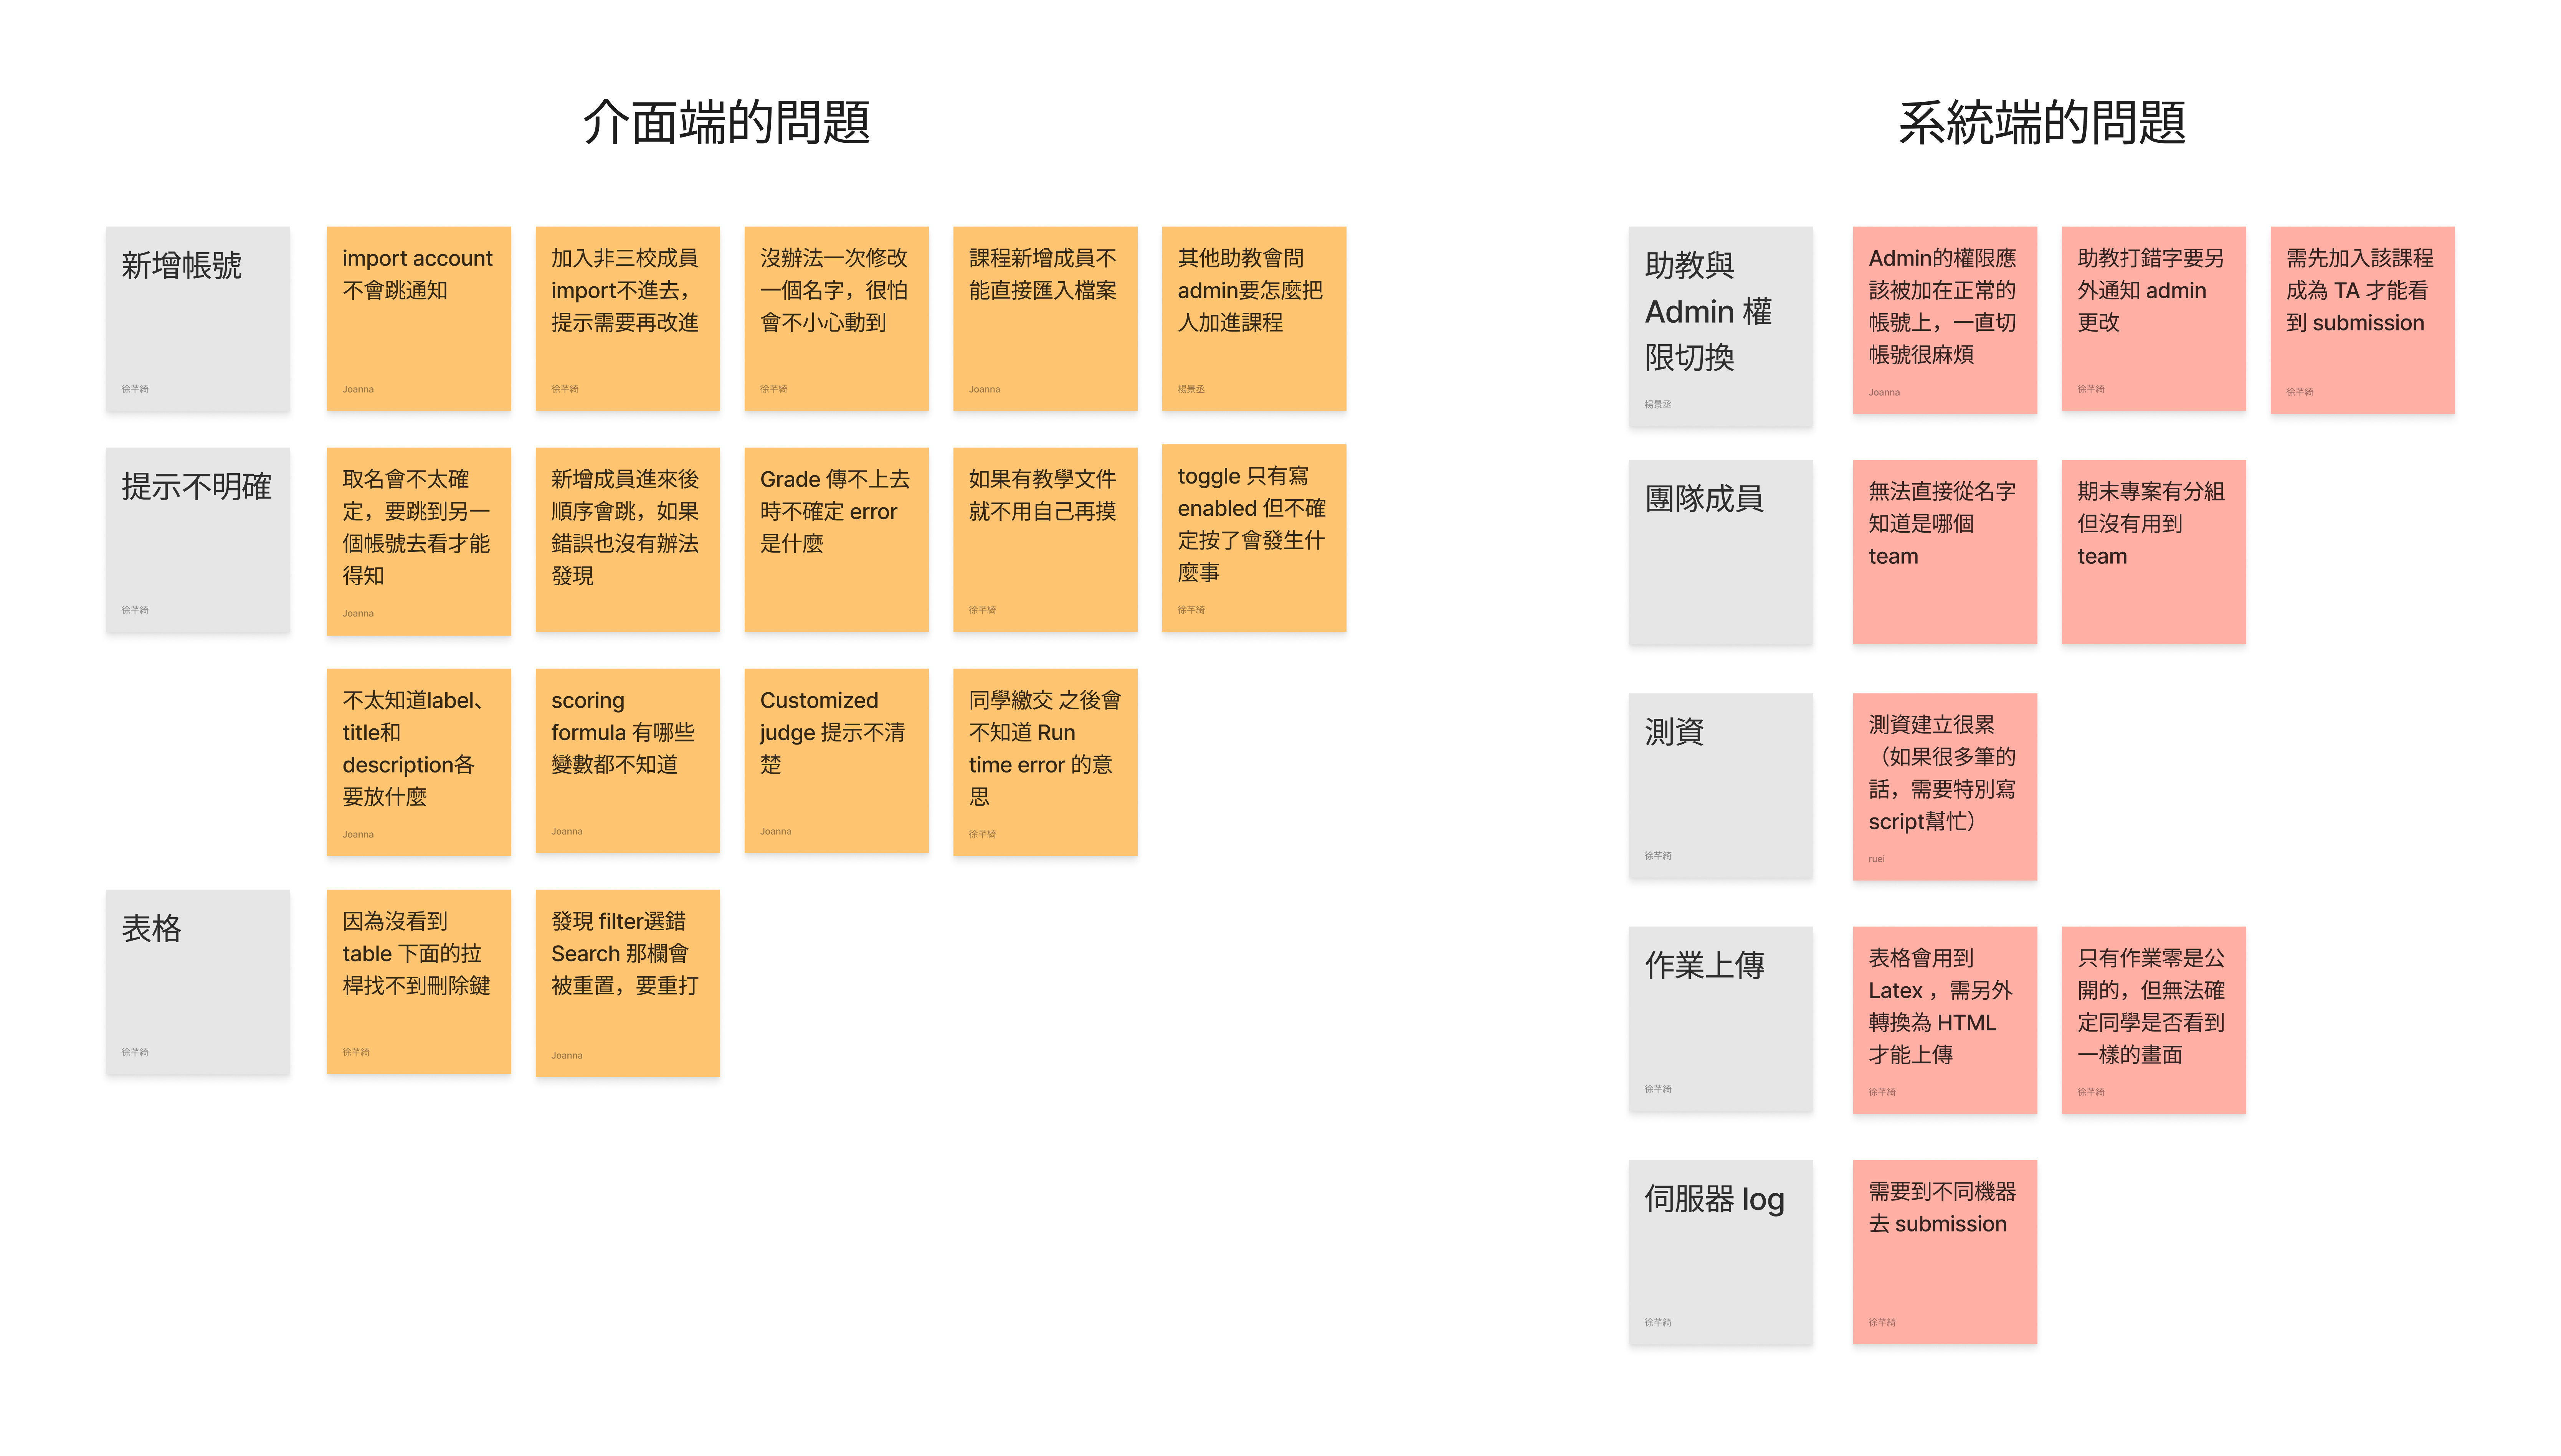 介面端的問題
新增帳號
徐芊綺
import account
不會跳通知
Joanna
加入非三校成員
import不進去，
提示需要再改進
徐芊綺
沒辦法一次修改
一個名字，很怕
會不小心動到
徐芊綺
課程新增成員不
能直接匯入檔案
Joanna
其他助教會問
admin要怎麼把
人加進課程
楊景丞
提示不明確
徐芊綺
取名會不太確
定，要跳到另一
個帳號去看才能
得知
Joanna
新增成員進來後
順序會跳，如果
錯誤也沒有辦法
發現
Grade 傳不上去
時不確定 error
是什麼
如果有教學文件
就不用自己再摸
徐芊綺
toggle 只有寫
enabled 但不確
定按了會發生什
麼事
徐芊綺
不太知道label、
title和
description各
要放什麼
Joanna
scoring
formula 有哪些
變數都不知道
Joanna
Customized
judge 提示不清
楚
Joanna
同學繳交 之後會
不知道 Run
time error 的意
思
徐芊綺
表格
徐芊綺
因為沒看到
table 下面的拉
桿找不到刪除鍵
徐芊綺
發現 filter選錯
Search 那欄會
被重置，要重打
Joanna
系統端的問題
助教與
Admin 權
限切換
楊景丞
Admin的權限應
該被加在正常的
帳號上，一直切
帳號很麻煩
Joanna
助教打錯字要另
外通知 admin
更改
徐芊綺
需先加入該課程
成為 TA 才能看
到 submission
徐芊綺
團隊成員
無法直接從名字
知道是哪個
team
期末專案有分組
但沒有用到
team
測資
徐芊綺
測資建立很累
（如果很多筆的
話，需要特別寫
script幫忙）
ruei
作業上傳
徐芊綺
表格會用到
Latex ，需另外
轉換為 HTML
才能上傳
徐芊綺
只有作業零是公
開的，但無法確
定同學是否看到
一樣的畫面
徐芊綺
伺服器 log
徐芊綺
需要到不同機器
去 submission
徐芊綺